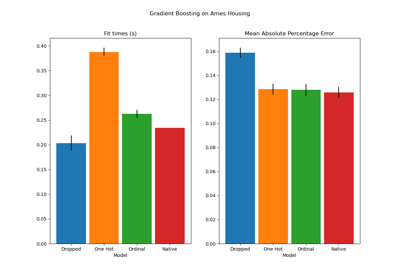 Gradient Boosting on Ames Housing
Fit times (s)
0.40
0.35
0.30
0.25
0.20
0.15
0.10
0.05
0.00
Dropped One Hot Ordinal Native
Model
Mean Absolute Percentage Error
0.16
0.14
0.12
0.10
0.08
0.06
0.04
0.02
0.00
Dropped One Hot Ordinal Native
Model